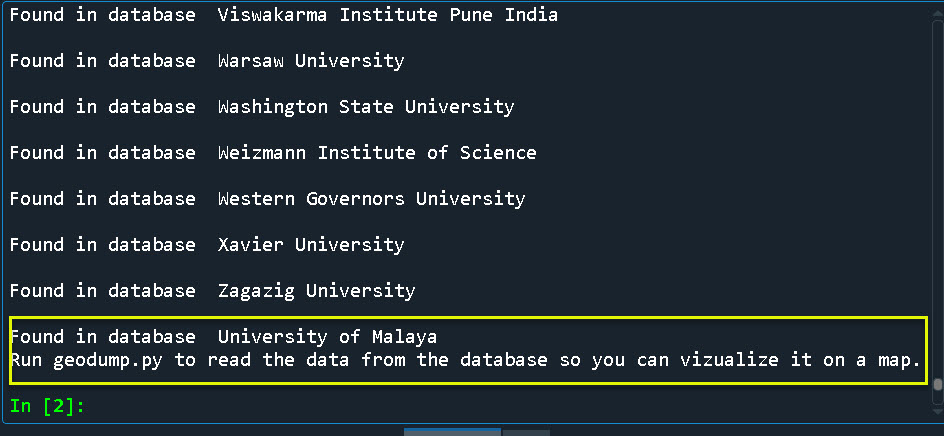 Found in database  Viswakarma Institute Pune India
Found in database  Warsaw University
Found in database  Washington State University
Found in database  Weizmann Institute of Science
Found in database  Western Governors University
Found in database  Xavier University
Found in database  Zagazig University
Found in database  University of Malaya
Run geodump.py to read the data from the database so you can vizualize it on a map.
In [2]: